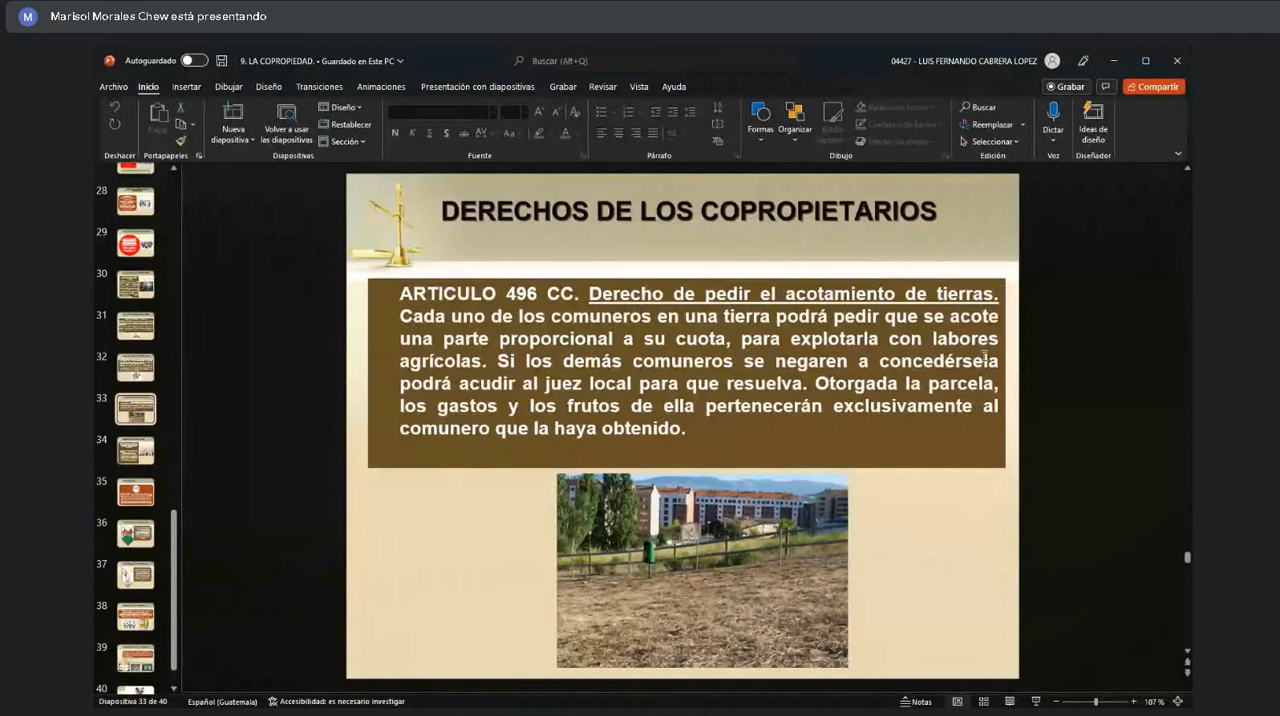 M Marisol Morales Chew está presentando
Autoguardado
9. LA COPROPIEDAD. • Guardado en Este PC
Buscar (Alt+Q)
04427 - LUIS FERNANDO CABRERA LOPEZ
Archivo Inicio Insertar Dibujar Diseño Transiciones Animaciones Presentación con diapositivas Grabar Revisar Vista Ayuda
Grabar
Compartir
Pegar
Nueva diapositiva
Volver a usar las diapositivas
Diseño
Restablecer
Sección
N K S S ab AV Aa A
Formas
Organizar
Estilos
Buscar
Reemplazar
Seleccionar
Dictar
Ideas de diseño
Deshacer Portapapeles Diapositivas Fuente Párrafo Dibujo Edición Voz Diseñador
28
29
30
31
32
33
34
35
36
37
38
39
40
DERECHOS DE LOS COPROPIETARIOS
ARTICULO 496 CC. Derecho de pedir el acotamiento de tierras.
Cada uno de los comuneros en una tierra podrá pedir que se acote
una parte proporcional a su cuota, para explotarla con labores
agrícolas. Si los demás comuneros se negaren a concedérsela
podrá acudir al juez local para que resuelva. Otorgada la parcela,
los gastos y los frutos de ella pertenecerán exclusivamente al
comunero que la haya obtenido.
Diapositiva 33 de 40 Español (Guatemala) Accesibilidad: es necesario investigar
Notas
107 %